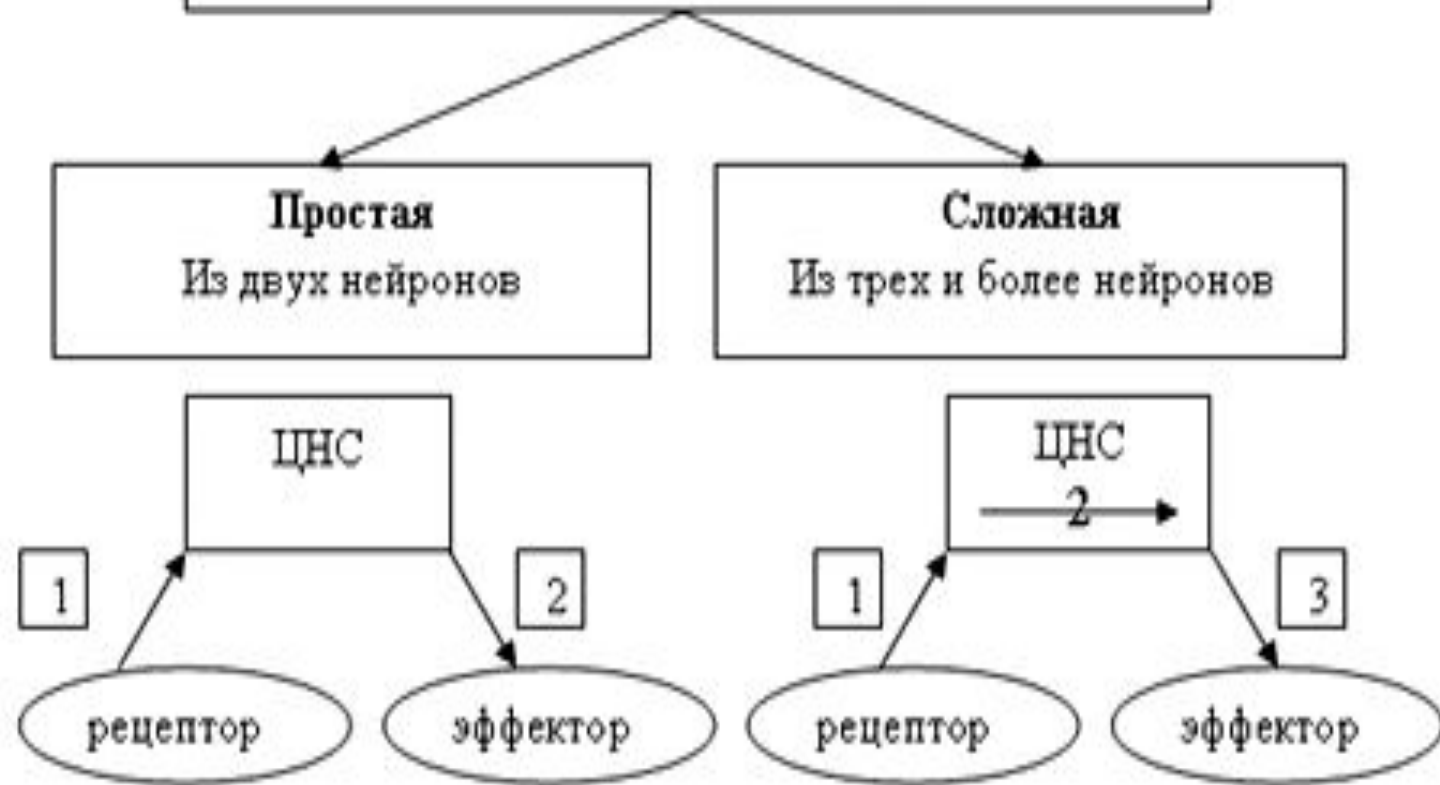 Простая
Из двух нейронов
Сложная
Из трех и более нейронов
ЦНС
1
2
рецептор
эффектор
ЦНС
2
1
3
рецептор
эффектор